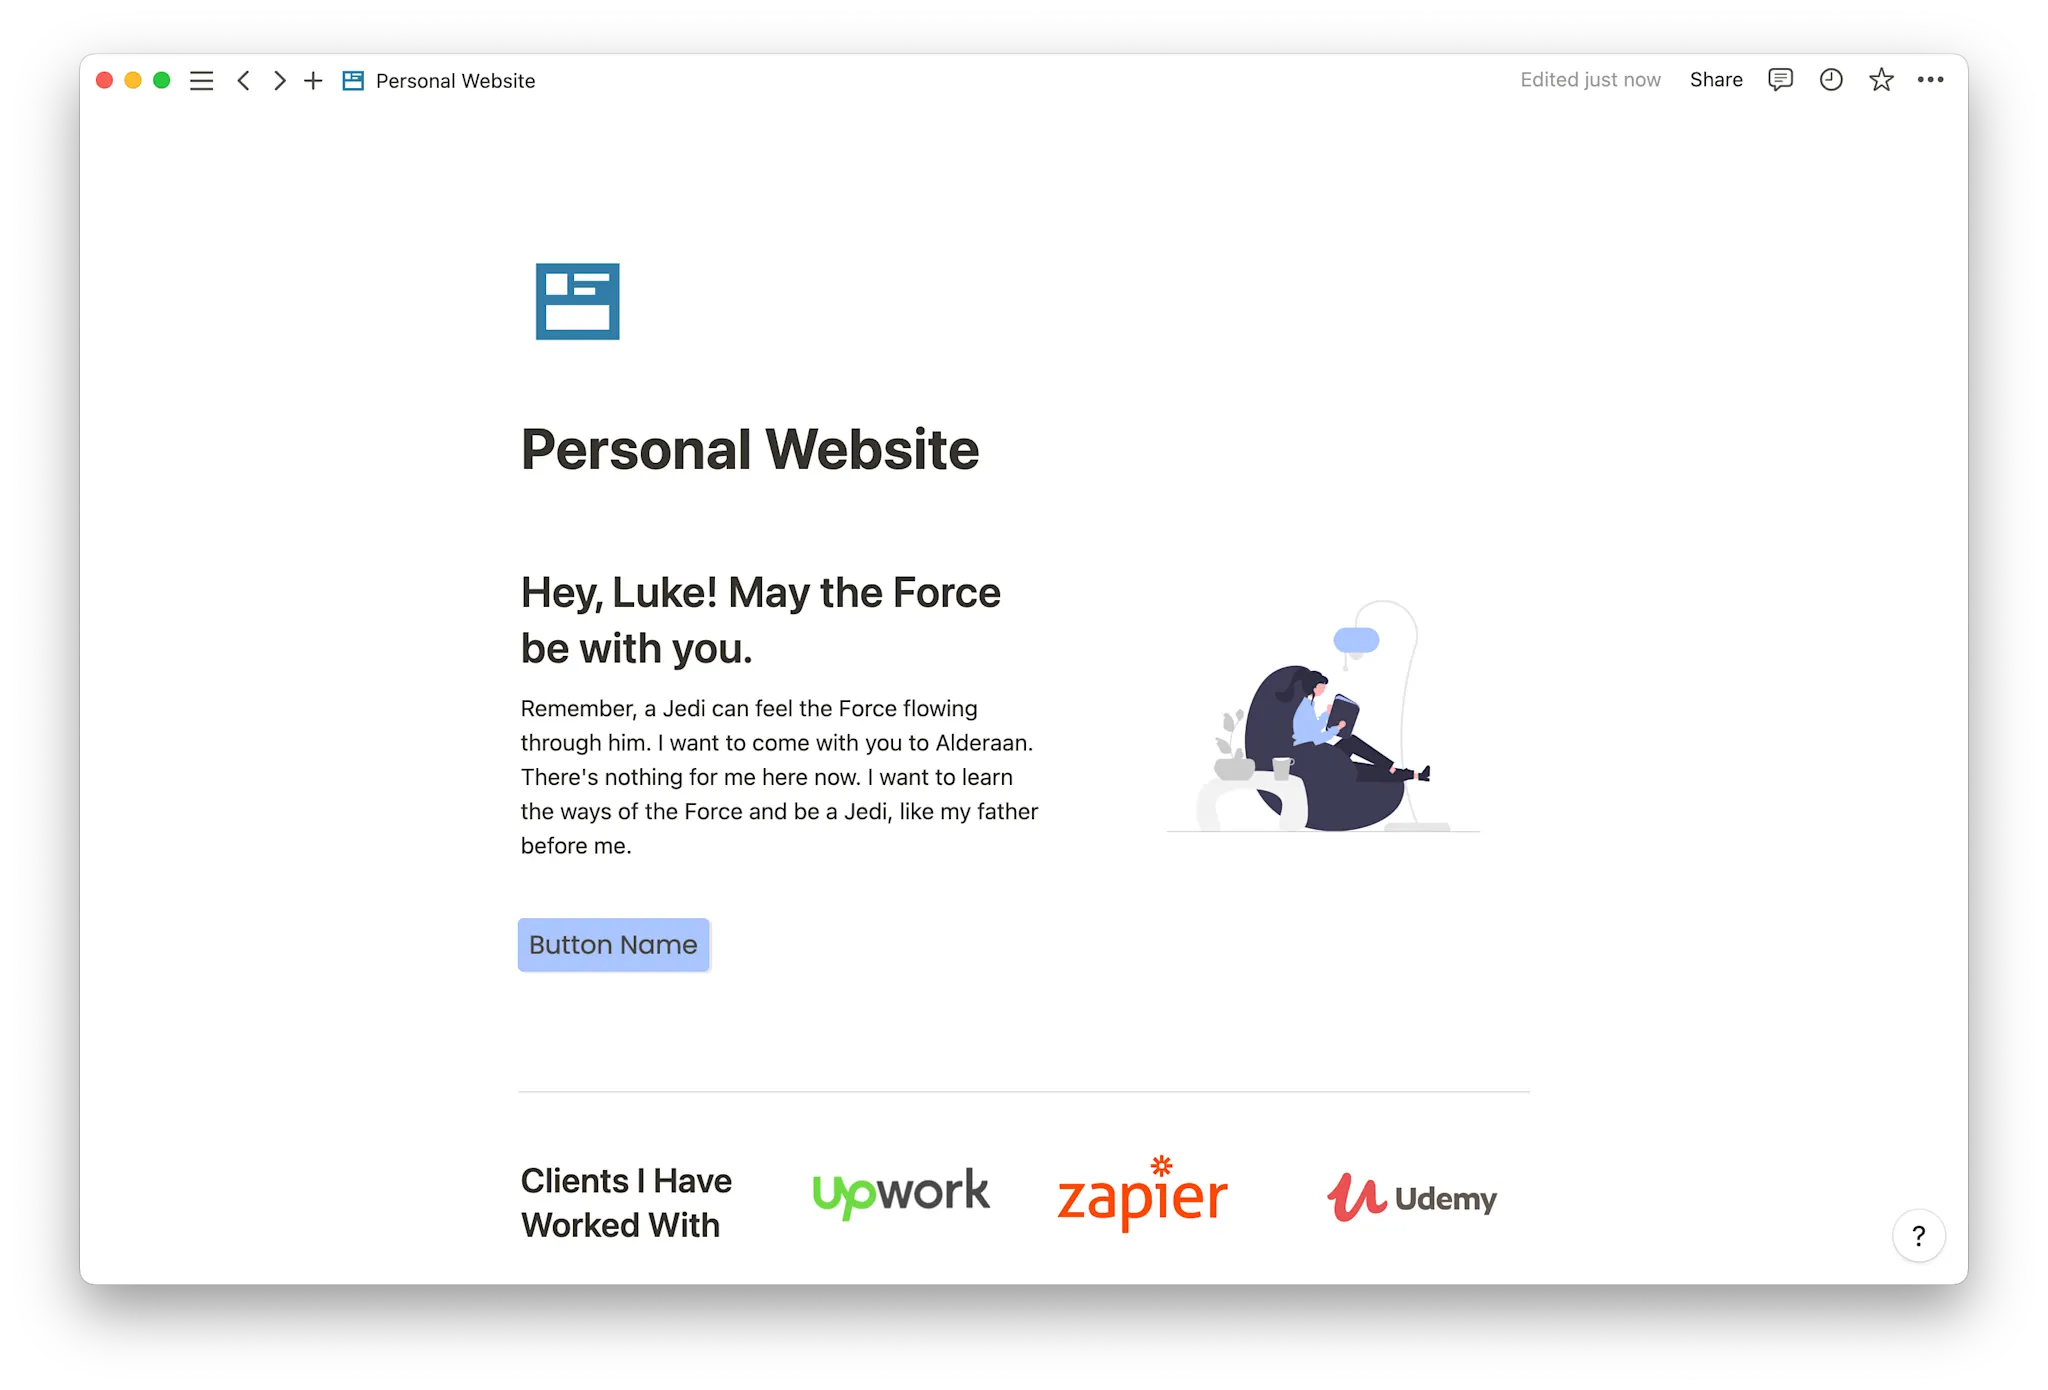 Personal Website
Edited just now
Share
Personal Website
Hey, Luke! May the Force
be with you.
Remember, a Jedi can feel the Force flowing
through him. I want to come with you to Alderaan.
There's nothing for me here now. I want to learn
the ways of the Force and be a Jedi, like my father
before me.
Button Name
Clients I Have
Worked With
upwork
zapier
Udemy
?